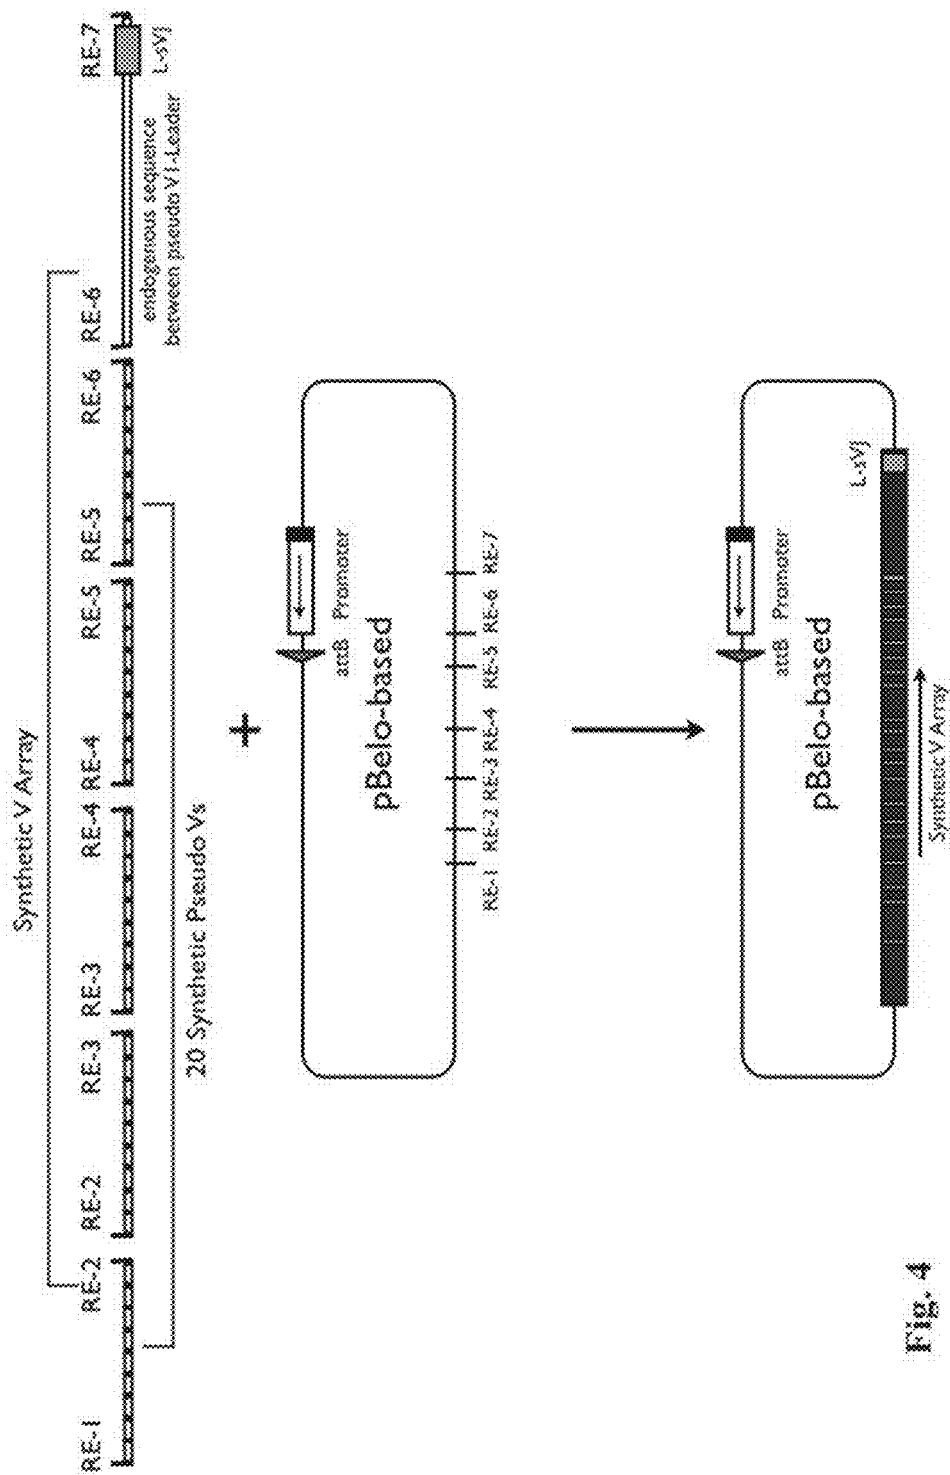 Synthetic V Array
RE-1 RE-2 RE-2 RE-3 RE-3 RE-4 RE-4 RE-5 RE-5 RE-6 RE-6 RE-7
L-sVJ
endogenous sequence
between pseudo V1-Leader
20 Synthetic Pseudo Vs
+
attB Promoter
pBelo-based
RE-1 RE-2 RE-3 RE-4 RE-5 RE-6 RE-7
attB Promoter
pBelo-based
L-sVJ
Synthetic V Array
Fig. 4